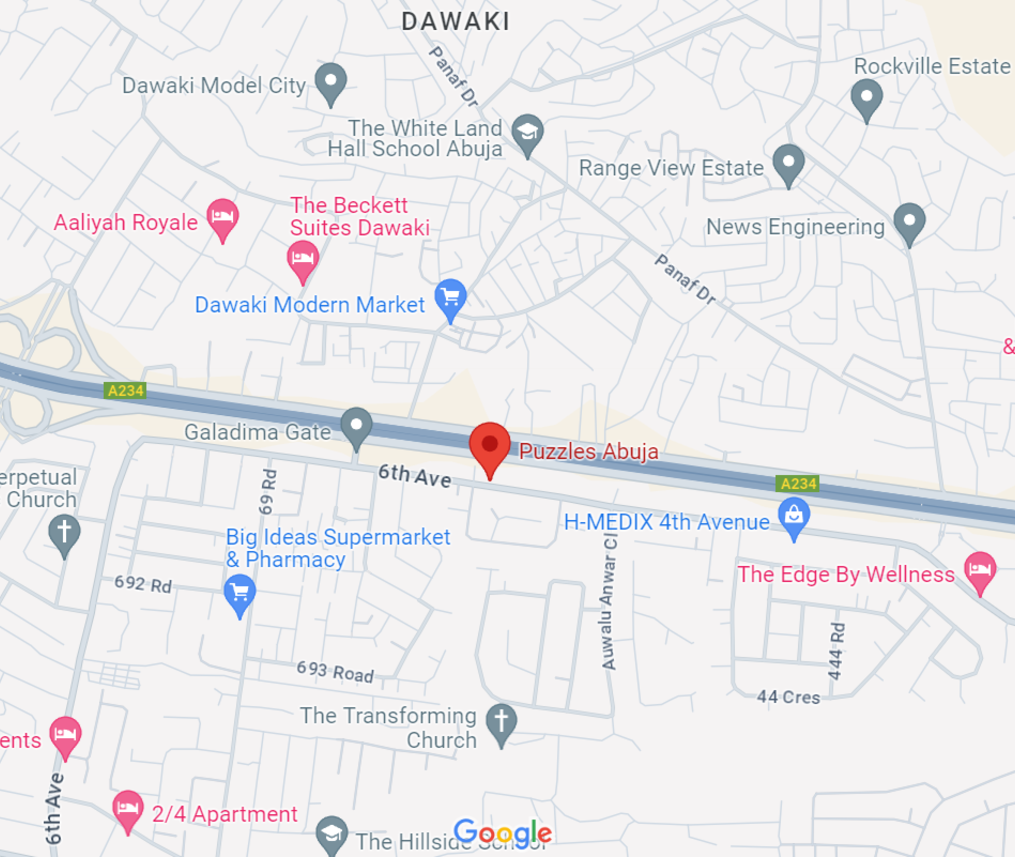 DAWAKI
Panaf Dr
Rockville Estate
Dawaki Model City
The White Land
Hall School Abuja
Range View Estate
Aaliyah Royale
The Beckett
Suites Dawaki
News Engineering
Panaf Dr
Dawaki Modern Market
&
A234
Galadima Gate
Puzzles Abuja
6th Ave
A234
69 Rd
H-MEDIX 4th Avenue
erpetual
Church
Big Ideas Supermarket
& Pharmacy
Auwalu Anwar Cl
The Edge By Wellness
692 Rd
444 Rd
693 Road
44 Cres
The Transforming
Church
ents
6th Ave
2/4 Apartment
The Hillside School
Google